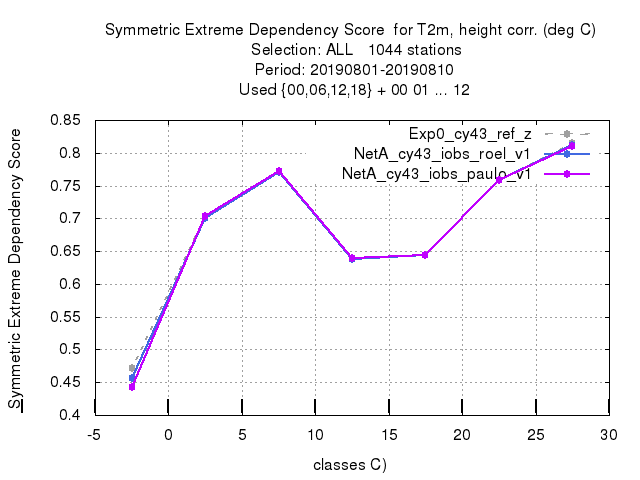 Symmetric Extreme Dependency Score for T2m, height corr. (deg C)
Selection: ALL 1044 stations
Period: 20190801-20190810
Used {00,06,12,18} + 00 01 ... 12
Symmetric Extreme Dependency Score
0.85
0.8
0.75
0.7
0.65
0.6
0.55
0.5
0.45
0.4
Exp0_cy43_ref_z
NetA_cy43_iobs_roel_v1
NetA_cy43_iobs_paulo_v1
-5 0 5 10 15 20 25 30
classes C)